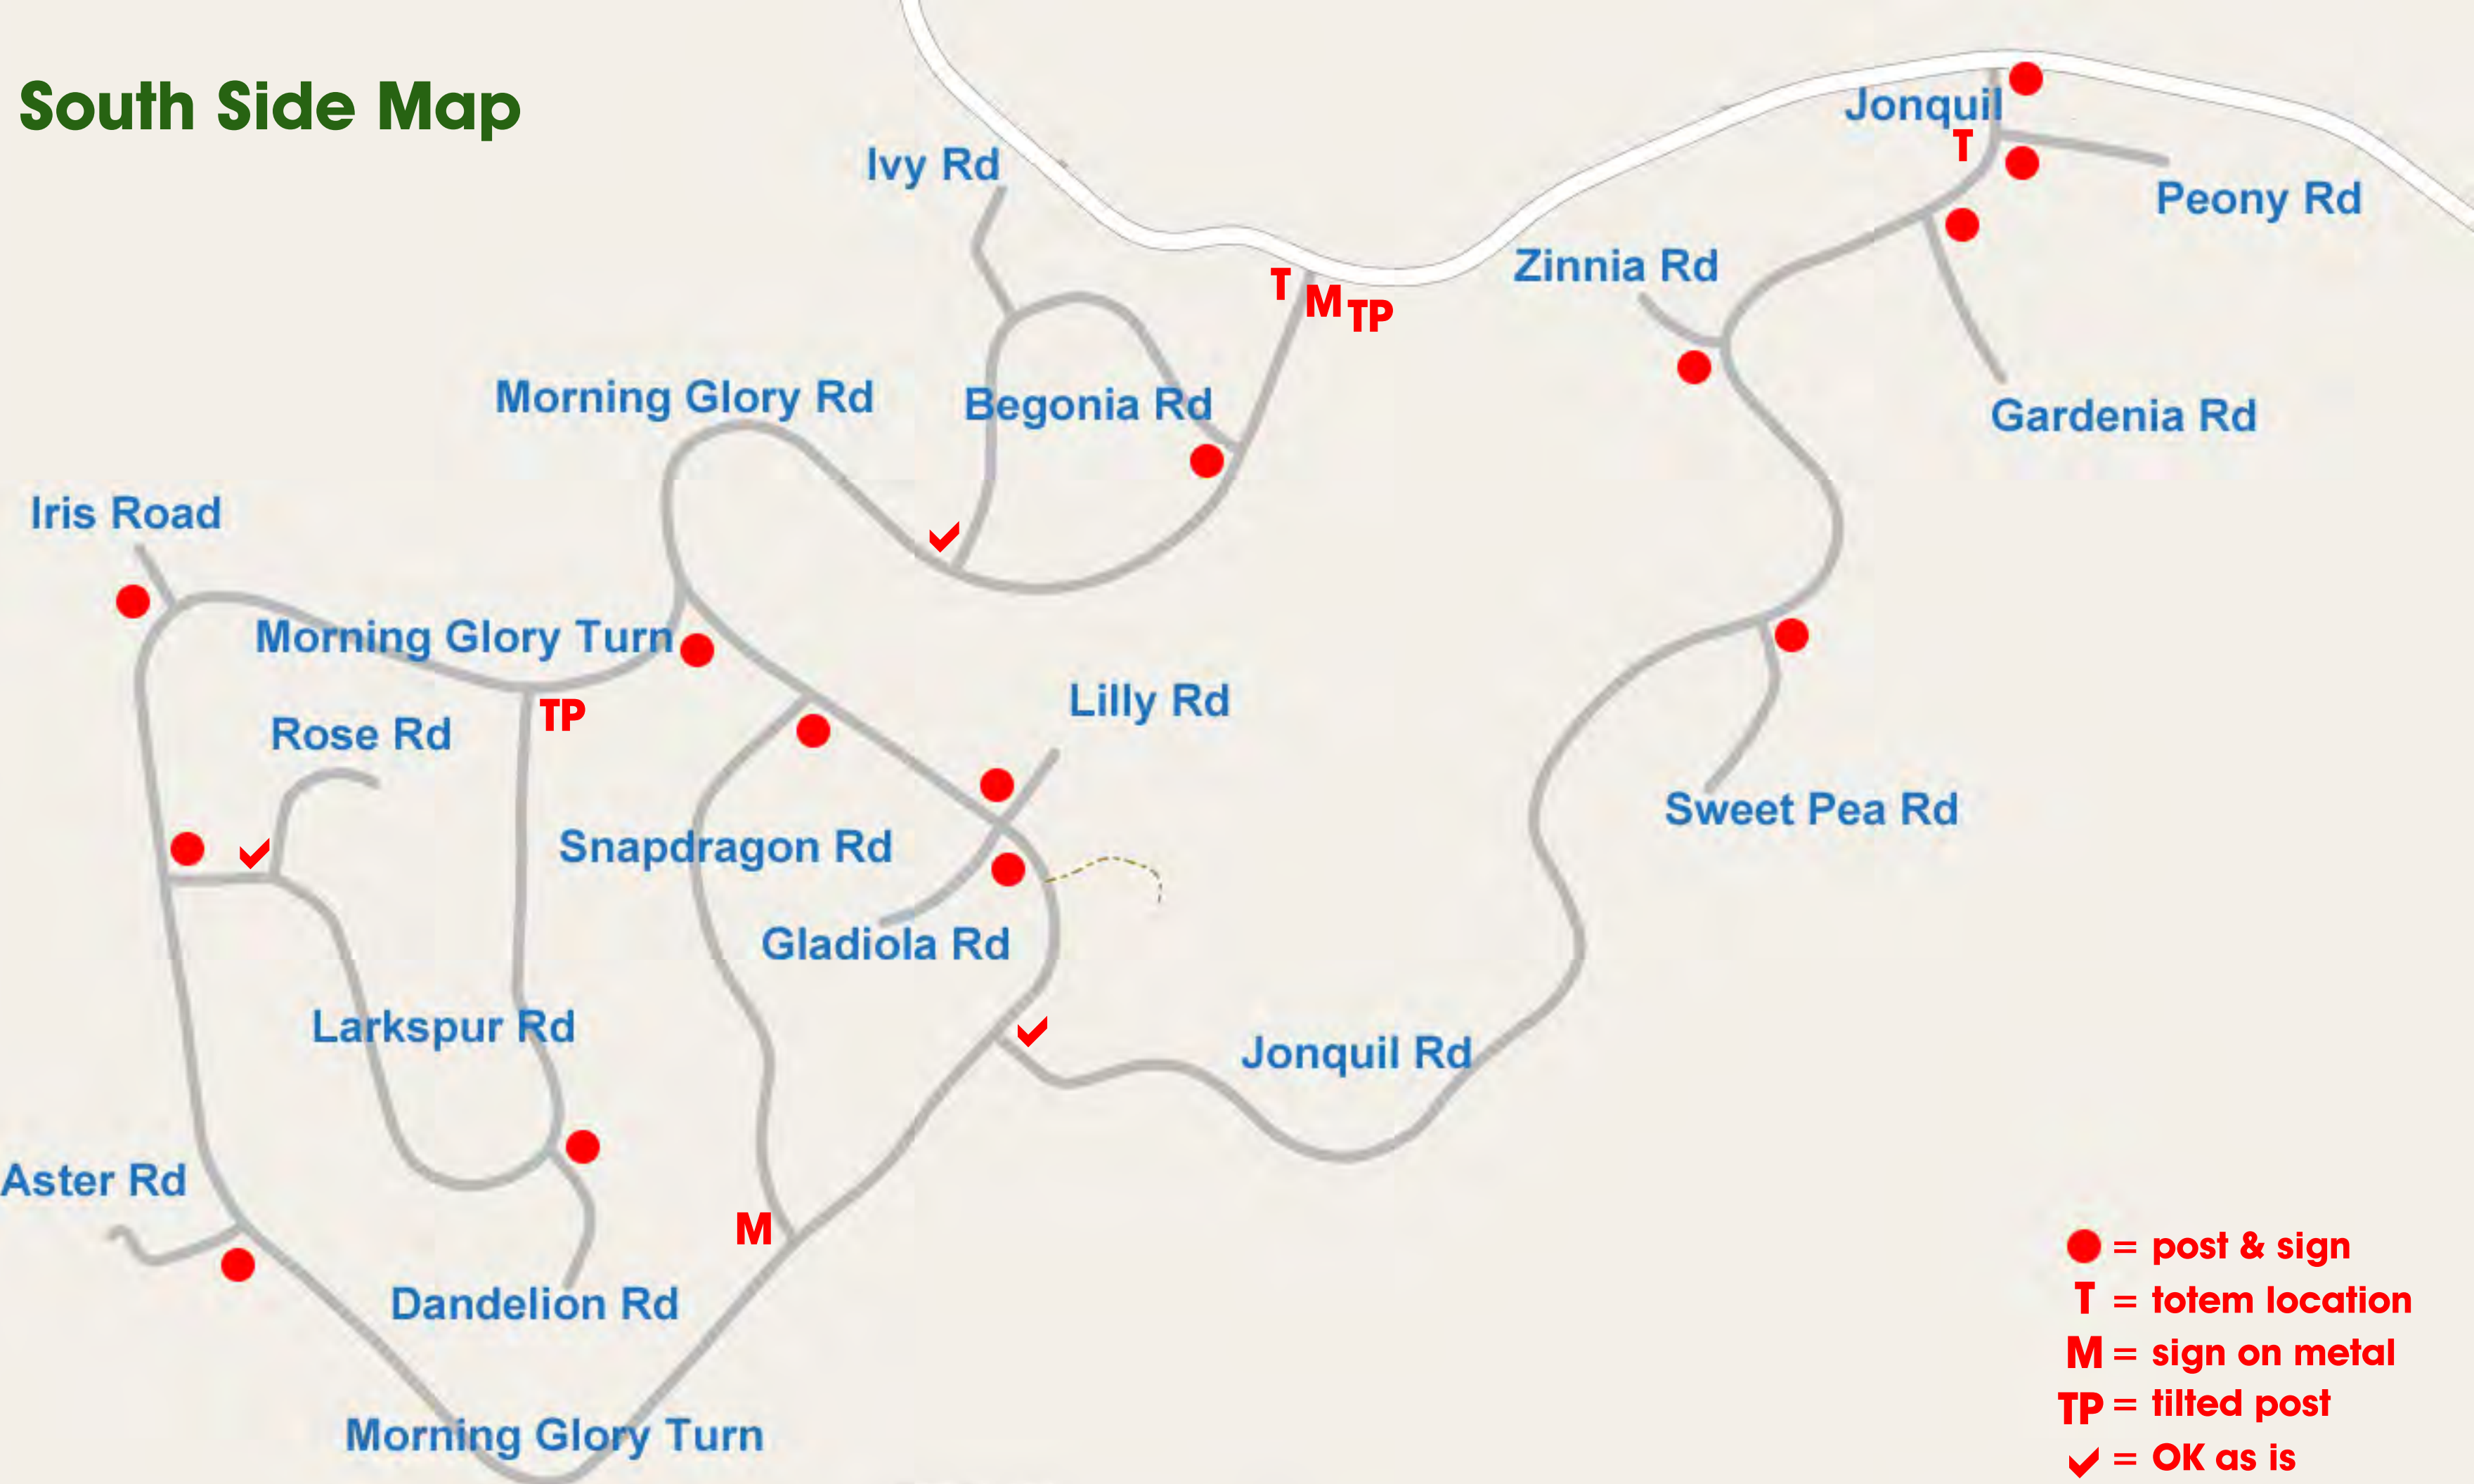 South Side Map
Jonquil
T
Ivy Rd
Peony Rd
Zinnia Rd
T
M
TP
Morning Glory Rd
Begonia Rd
Gardenia Rd
Iris Road
Morning Glory Turn
TP
Lilly Rd
Rose Rd
Sweet Pea Rd
Snapdragon Rd
Gladiola Rd
Larkspur Rd
Jonquil Rd
Aster Rd
M
Dandelion Rd
Morning Glory Turn
= post & sign
T = totem location
M = sign on metal
TP = tilted post
✓ = OK as is